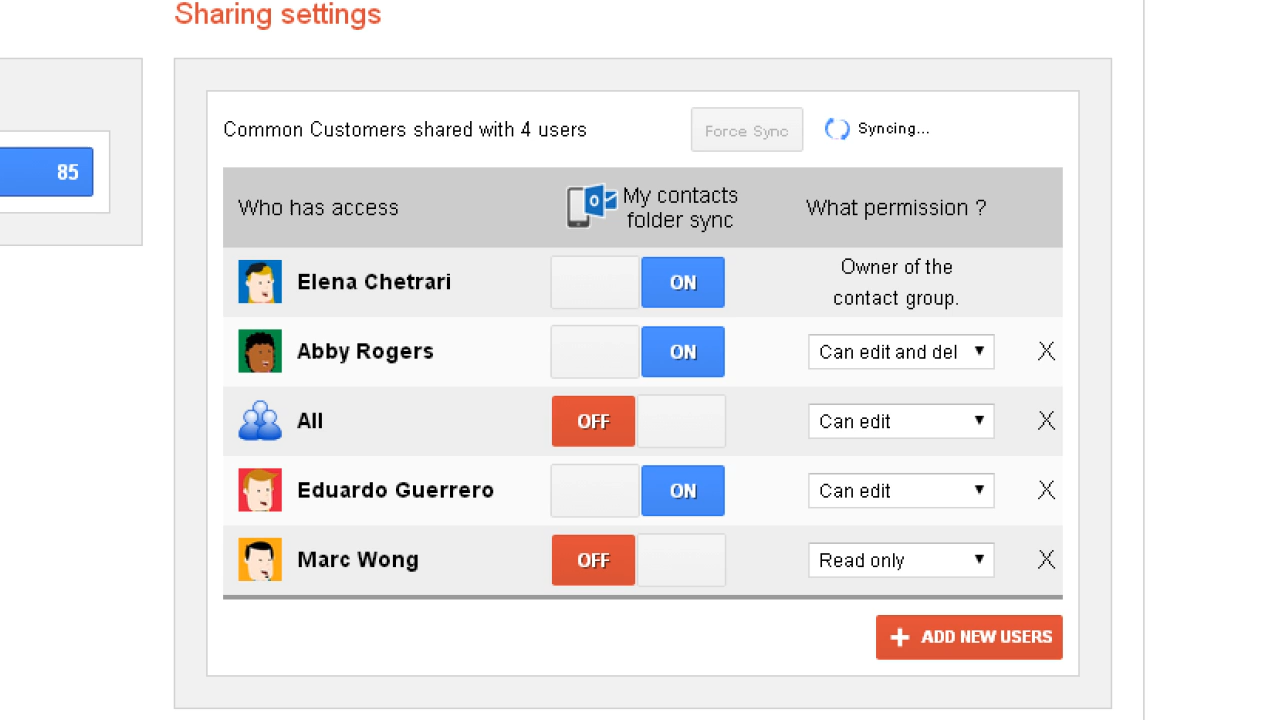 Sharing settings
85
Common Customers shared with 4 users
Force Sync
Syncing...
Who has access
My contacts
folder sync
What permission ?
Elena Chetrari
ON
Owner of the
contact group.
Abby Rogers
ON
Can edit and del
X
All
OFF
Can edit
X
Eduardo Guerrero
ON
Can edit
X
Marc Wong
OFF
Read only
X
+ ADD NEW USERS